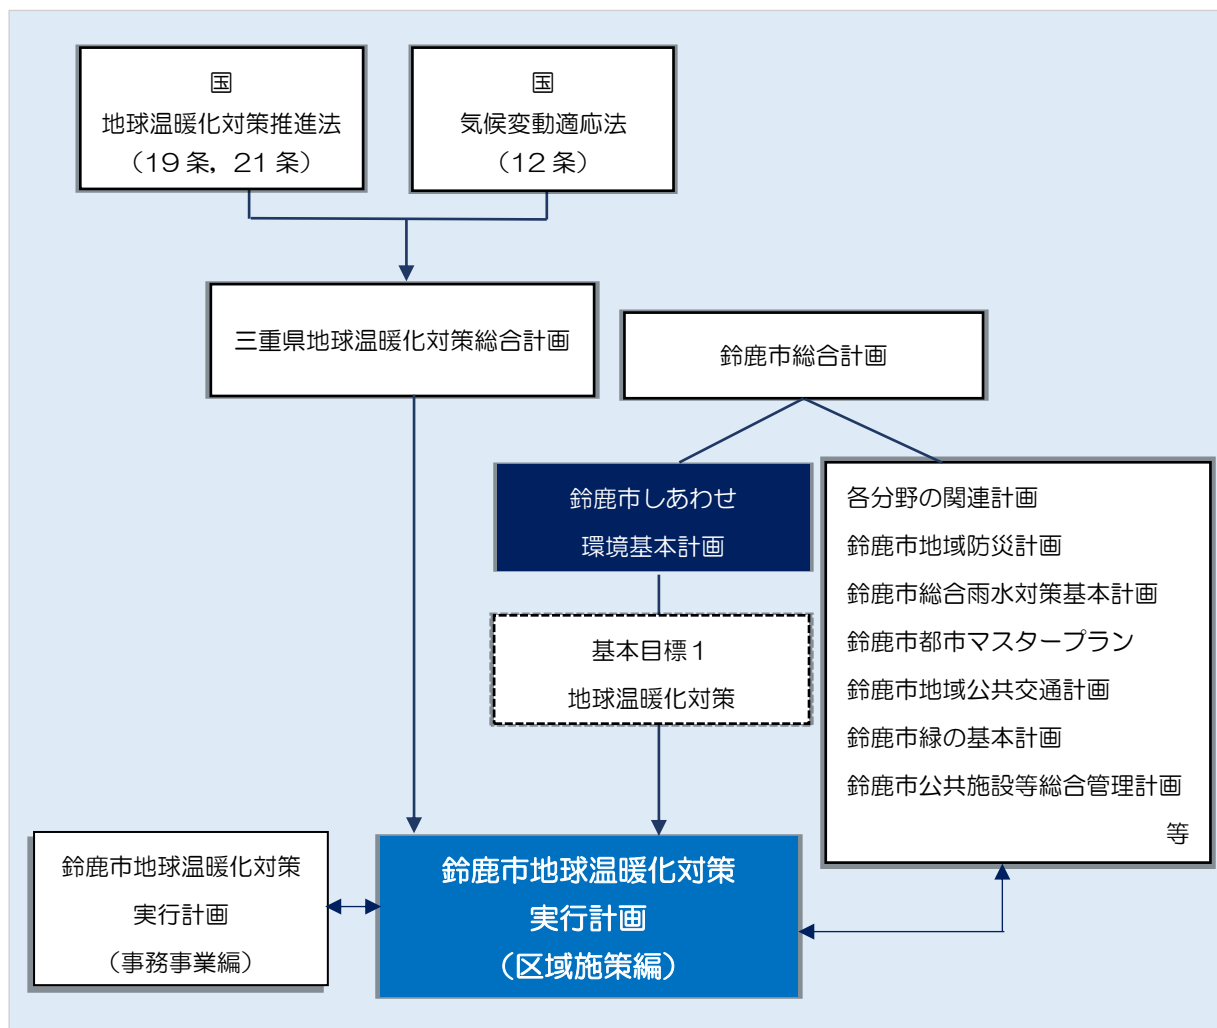 国
地球温暖化対策推進法
（19 条，21 条）
国
気候変動適応法
（12 条）
三重県地球温暖化対策総合計画
鈴鹿市総合計画
鈴鹿市しあわせ
環境基本計画
基本目標１
地球温暖化対策
各分野の関連計画
鈴鹿市地域防災計画
鈴鹿市総合雨水対策基本計画
鈴鹿市都市マスタープラン
鈴鹿市地域公共交通計画
鈴鹿市緑の基本計画
鈴鹿市公共施設等総合管理計画
等
鈴鹿市地球温暖化対策
実行計画
（事務事業編）
鈴鹿市地球温暖化対策
実行計画
（区域施策編）